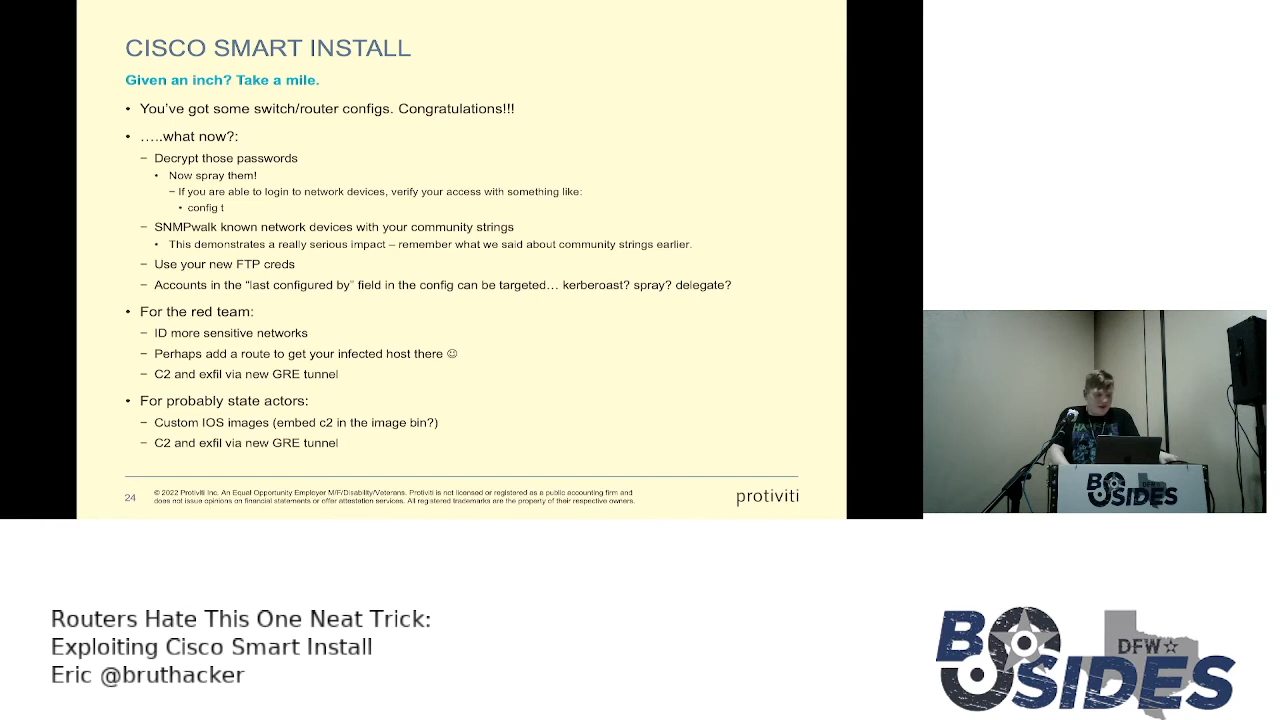 CISCO SMART INSTALL
Given an inch? Take a mile.
• You've got some switch/router configs. Congratulations!!!
• …..what now?:
– Decrypt those passwords
• Now spray them!
– If you are able to login to network devices, verify your access with something like:
• config t
– SNMPwalk known network devices with your community strings
• This demonstrates a really serious impact – remember what we said about community strings earlier.
– Use your new FTP creds
– Accounts in the "last configured by" field in the config can be targeted… kerberoast? spray? delegate?
• For the red team:
– ID more sensitive networks
– Perhaps add a route to get your infected host there ☺
– C2 and exfil via new GRE tunnel
• For probably state actors:
– Custom IOS images (embed c2 in the image bin?)
– C2 and exfil via new GRE tunnel
24
© 2022 Protiviti Inc. An Equal Opportunity Employer M/F/Disability/Veterans. Protiviti is not licensed or registered as a public accounting firm and
does not issue opinions on financial statements or offer attestation services. All registered trademarks are the property of their respective owners.
protiviti
BSIDES
Routers Hate This One Neat Trick:
Exploiting Cisco Smart Install
Eric @bruthacker
BSIDES
DFW